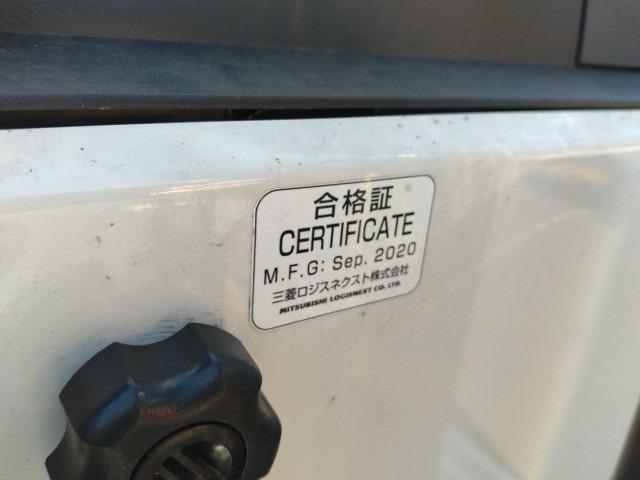 合格証
CERTIFICATE
M.F.G: Sep. 2020
三菱ロジスネクスト株式会社
MITSUBISHI LOGISNEXT CO., LTD.